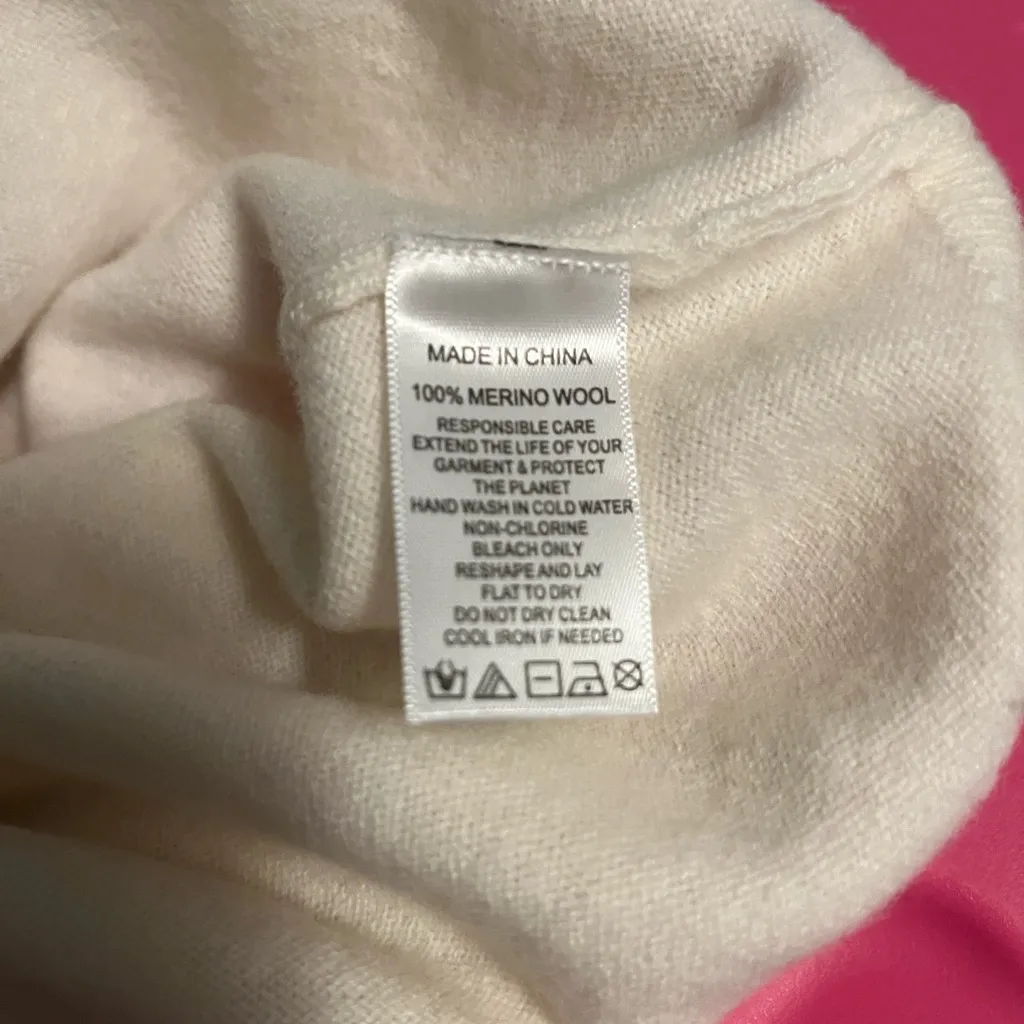 MADE IN CHINA
100% MERINO WOOL
RESPONSIBLE CARE
EXTEND THE LIFE OF YOUR
GARMENT & PROTECT
THE PLANET
HAND WASH IN COLD WATER
NON-CHLORINE
BLEACH ONLY
RESHAPE AND LAY
FLAT TO DRY
DO NOT DRY CLEAN
COOL IRON IF NEEDED